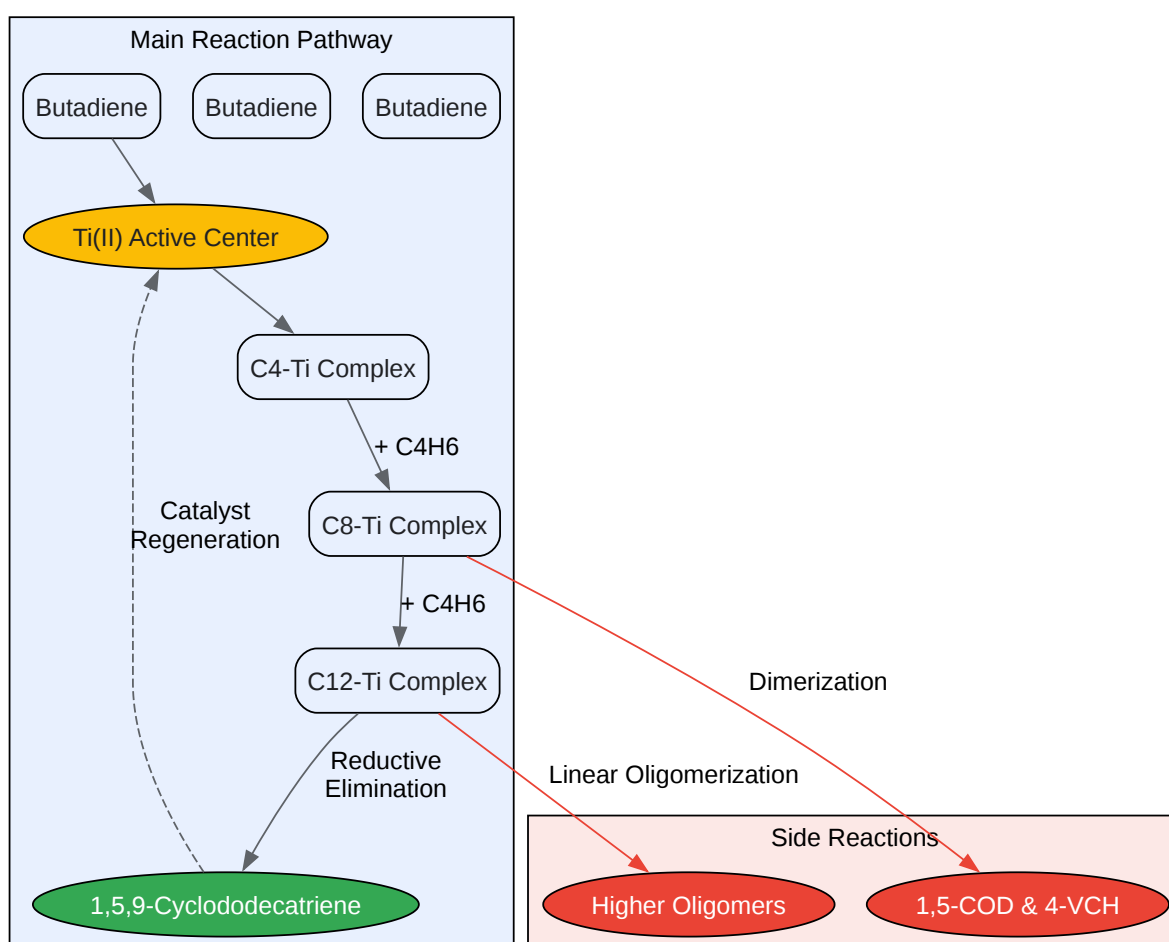 Main Reaction Pathway
Butadiene
Butadiene
Butadiene
Ti(II) Active Center
C4-Ti Complex
+ C4H6
C8-Ti Complex
Catalyst
Regeneration
+ C4H6
C12-Ti Complex
Dimerization
Reductive
Elimination
Linear Oligomerization
Side Reactions
1,5,9-Cyclododecatriene
Higher Oligomers
1,5-COD & 4-VCH